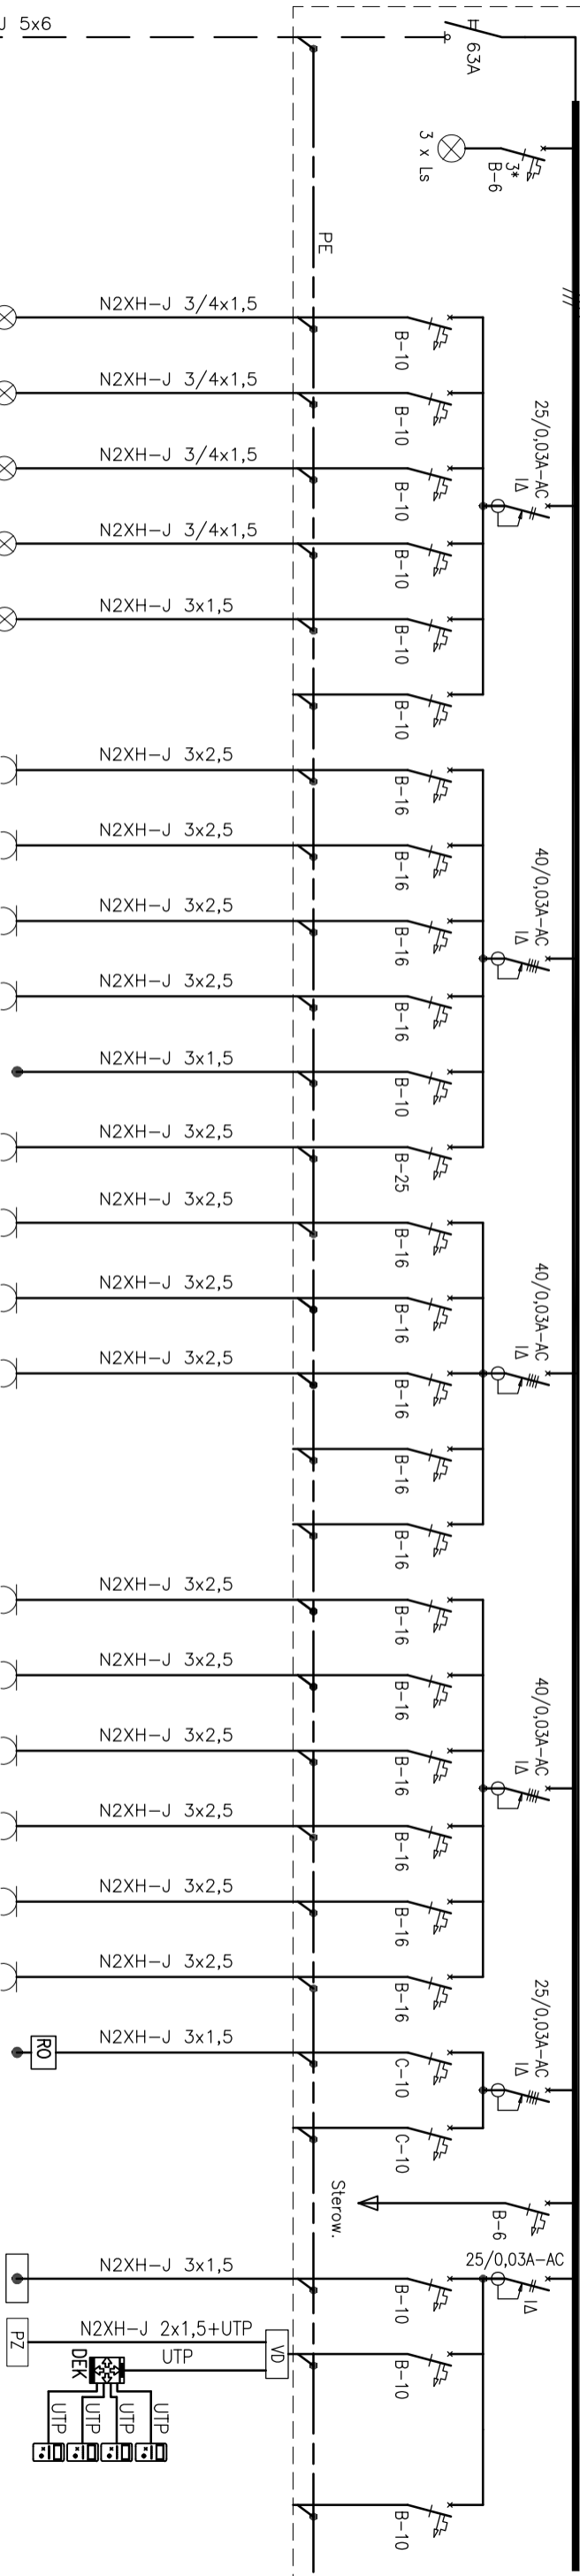 J 5x6
63A
3*
B-6
3 x Ls
PE
N2XH-J 3/4x1,5
B-10
N2XH-J 3/4x1,5
B-10
25/0,03A-AC
I∆
N2XH-J 3/4x1,5
B-10
N2XH-J 3/4x1,5
B-10
N2XH-J 3x1,5
B-10
B-10
N2XH-J 3x2,5
B-16
N2XH-J 3x2,5
B-16
40/0,03A-AC
I∆
N2XH-J 3x2,5
B-16
N2XH-J 3x2,5
B-16
N2XH-J 3x1,5
B-10
N2XH-J 3x2,5
B-25
N2XH-J 3x2,5
B-16
40/0,03A-AC
I∆
N2XH-J 3x2,5
B-16
N2XH-J 3x2,5
B-16
B-16
B-16
N2XH-J 3x2,5
B-16
N2XH-J 3x2,5
B-16
40/0,03A-AC
I∆
N2XH-J 3x2,5
B-16
N2XH-J 3x2,5
B-16
N2XH-J 3x2,5
B-16
N2XH-J 3x2,5
B-16
25/0,03A-AC
I∆
N2XH-J 3x1,5
RO
C-10
C-10
Sterow.
B-6
25/0,03A-AC
I∆
N2XH-J 3x1,5
B-10
N2XH-J 2x1,5+UTP
PZ
VD
UTP
DEK
B-10
UTP
UTP
UTP
UTP
B-10